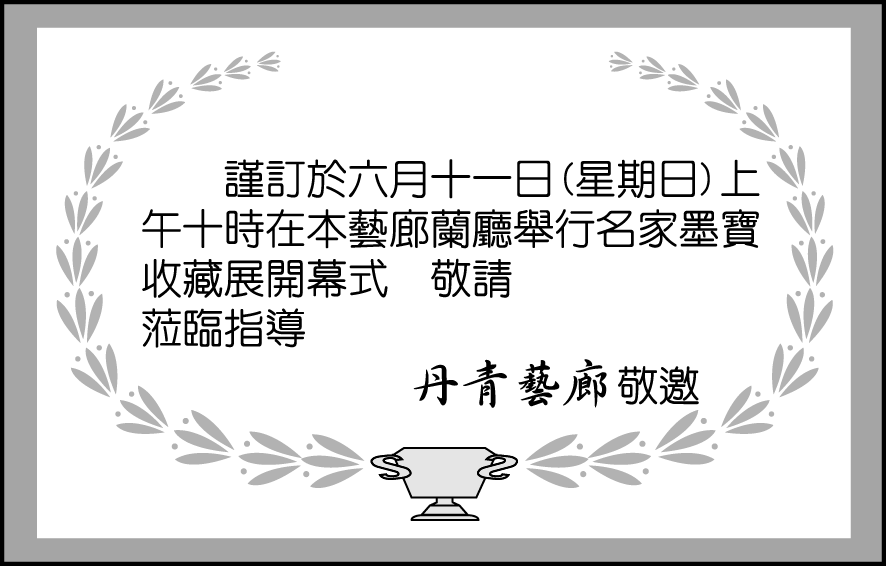 謹訂於六月十一日(星期日)上
午十時在本藝廊蘭廳舉行名家墨寶
收藏展開幕式　敬請
蒞臨指導
丹青藝廊敬邀